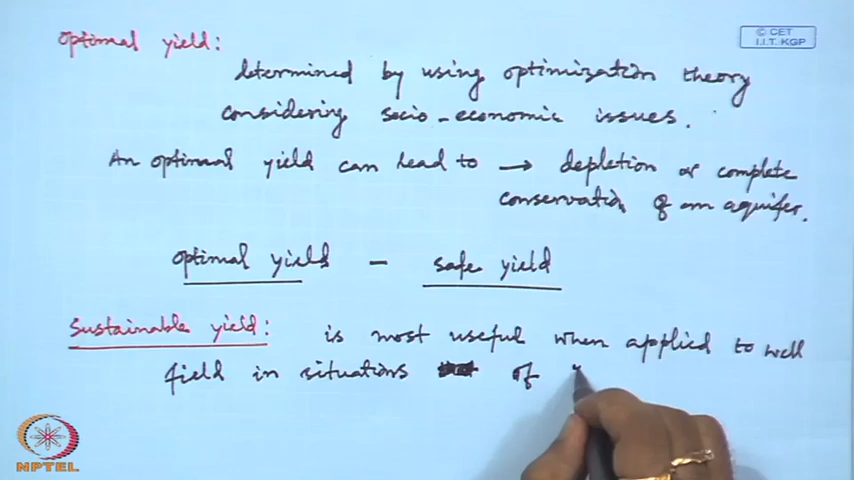 © CET
I.I.T. KGP
Optimal yield:
determined by using optimization theory
considering socio-economic issues.
An optimal yield can lead to → depletion or complete
conservation of an aquifer.
optimal yield - safe yield
Sustainable yield: is most useful when applied to well
field in situations of
NPTEL